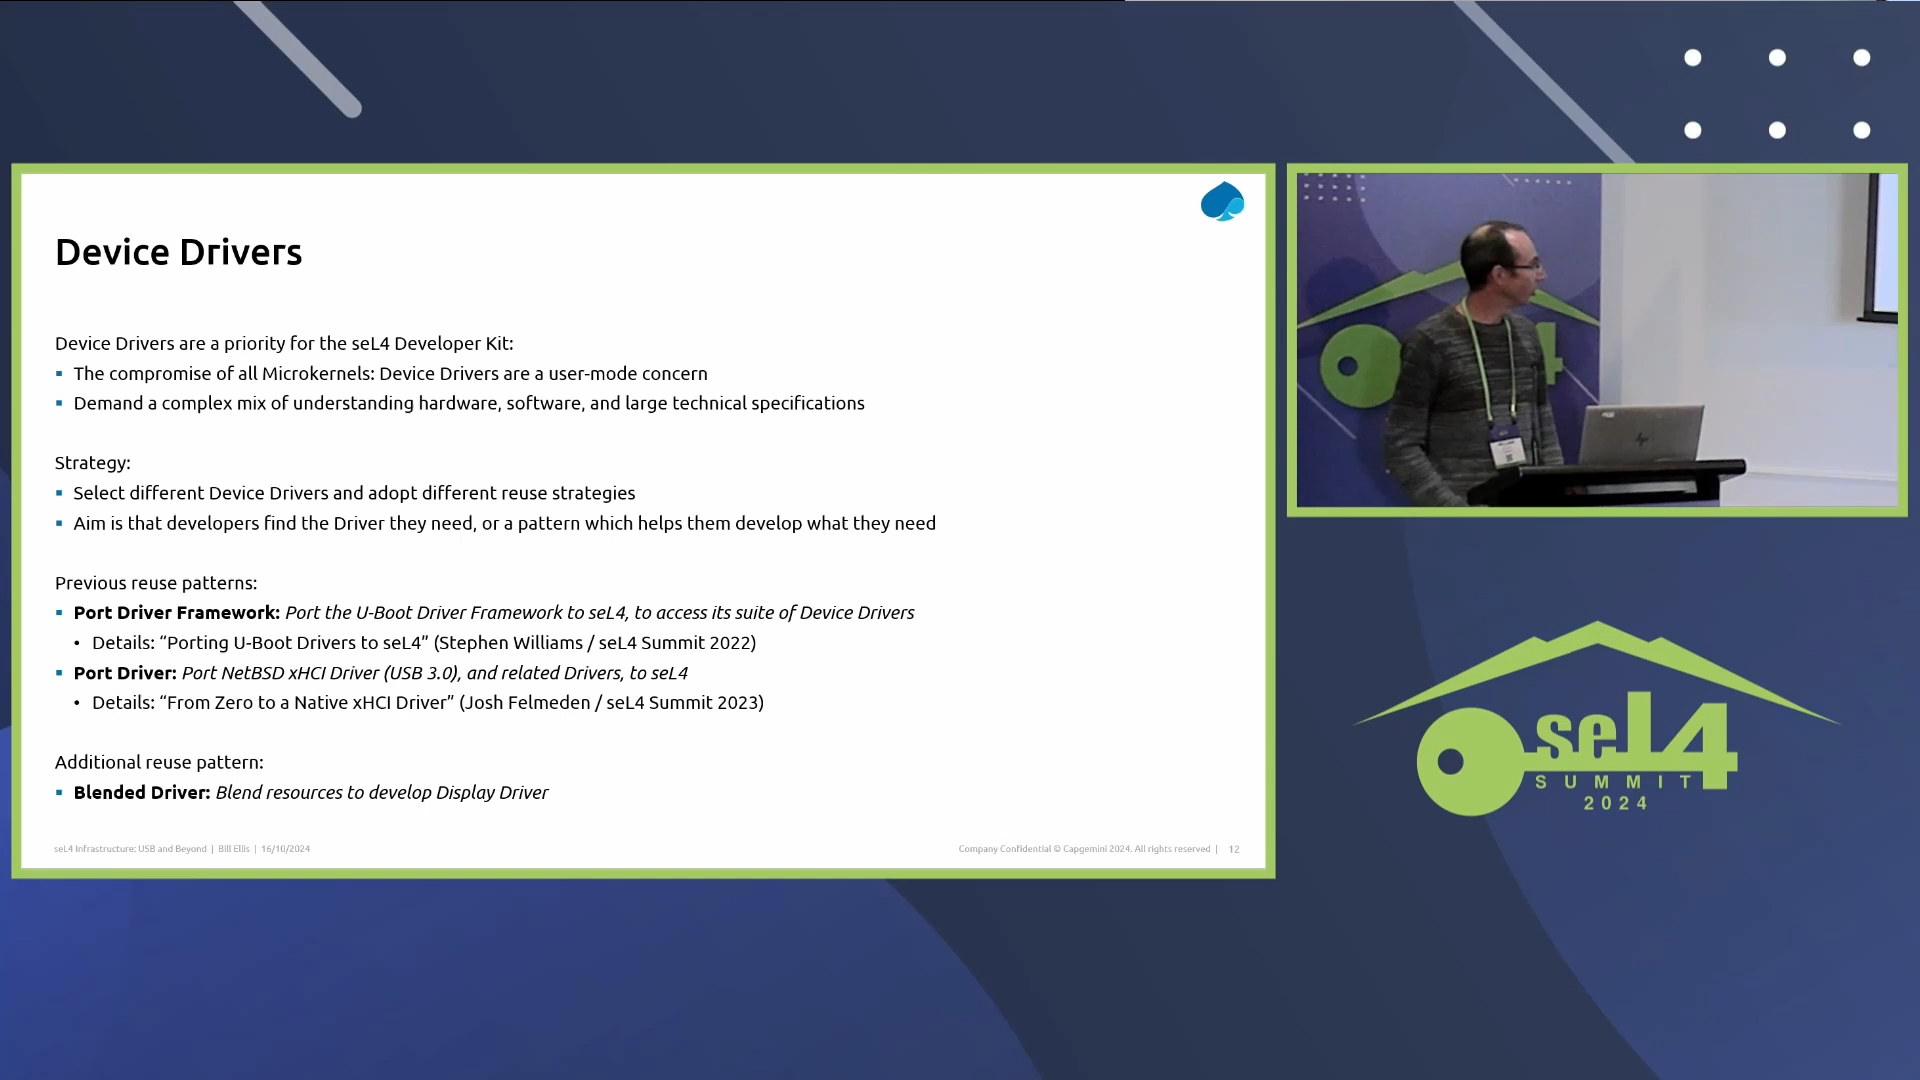 Device Drivers
Device Drivers are a priority for the seL4 Developer Kit:
▪ The compromise of all Microkernels: Device Drivers are a user-mode concern
▪ Demand a complex mix of understanding hardware, software, and large technical specifications
Strategy:
▪ Select different Device Drivers and adopt different reuse strategies
▪ Aim is that developers find the Driver they need, or a pattern which helps them develop what they need
Previous reuse patterns:
▪ Port Driver Framework: Port the U-Boot Driver Framework to seL4, to access its suite of Device Drivers
• Details: “Porting U-Boot Drivers to seL4” (Stephen Williams / seL4 Summit 2022)
▪ Port Driver: Port NetBSD xHCI Driver (USB 3.0), and related Drivers, to seL4
• Details: “From Zero to a Native xHCI Driver” (Josh Felmeden / seL4 Summit 2023)
Additional reuse pattern:
▪ Blended Driver: Blend resources to develop Display Driver
seL4 Infrastructure: USB and Beyond | Bill Ellis | 16/10/2024
Company Confidential © Capgemini 2024. All rights reserved | 12
4
hp
seL4
SUMMIT
2024